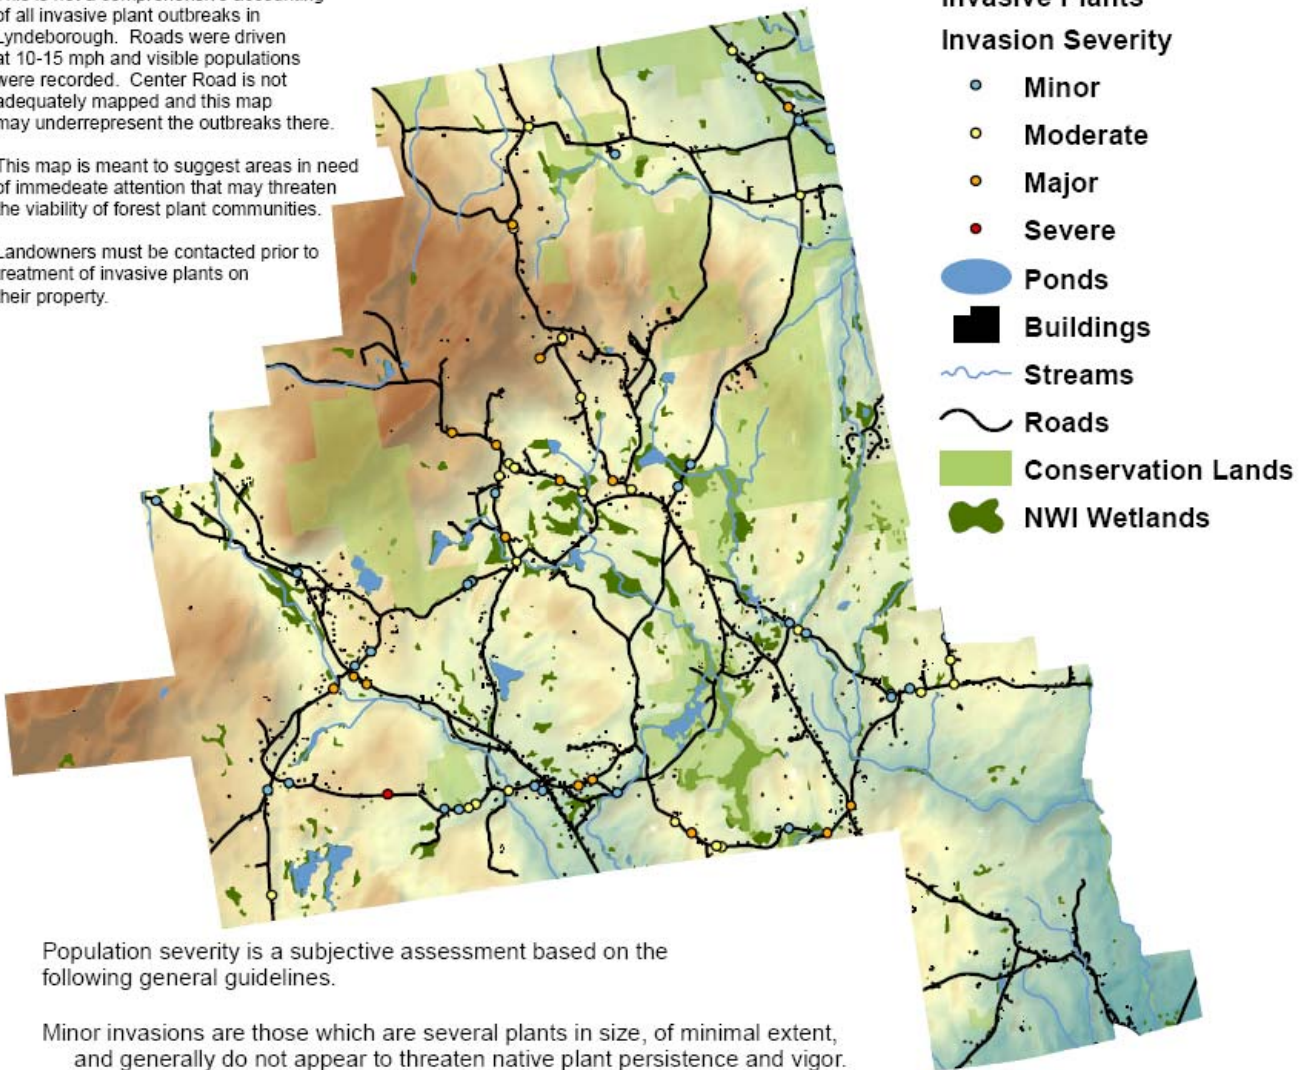 of all invasive plant outbreaks in
Lyndeborough. Roads were driven
at 10-15 mph and visible populations
were recorded. Center Road is not
adequately mapped and this map
may underrepresent the outbreaks there.
This map is meant to suggest areas in need
of immedeate attention that may threaten
the viability of forest plant communities.
Landowners must be contacted prior to
treatment of invasive plants on
their property.
Invasive Plants
Invasion Severity
Minor
Moderate
Major
Severe
Ponds
Buildings
Streams
Roads
Conservation Lands
NWI Wetlands
Population severity is a subjective assessment based on the
following general guidelines.
Minor invasions are those which are several plants in size, of minimal extent,
and generally do not appear to threaten native plant persistence and vigor.